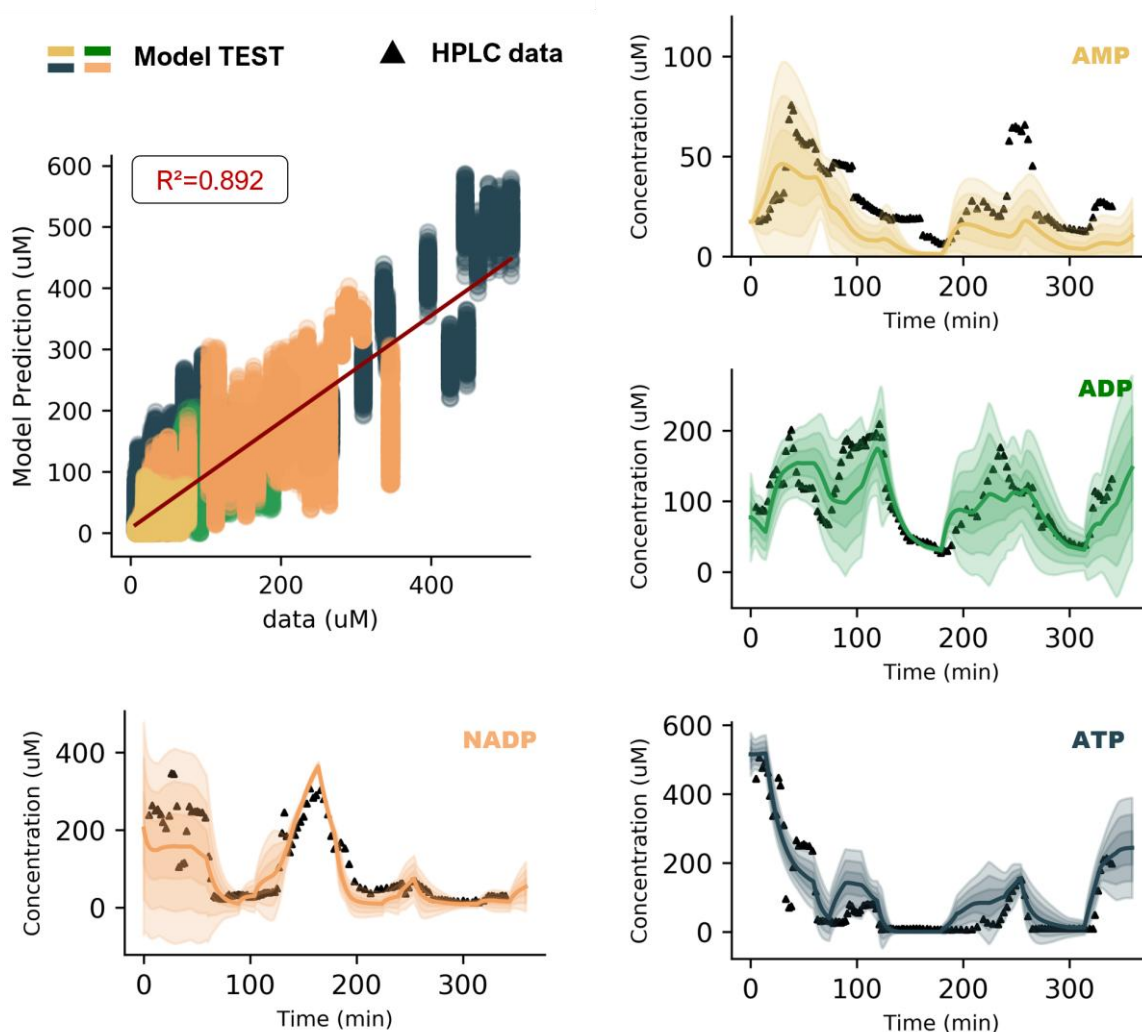 Model TEST
HPLC data
R²=0.892
600
500
400
300
200
100
0
Model Prediction (uM)
0 200 400
data (uM)
AMP
100
50
0
Concentration (uM)
0 100 200 300
Time (min)
ADP
200
100
0
Concentration (uM)
0 100 200 300
Time (min)
NADP
400
200
0
Concentration (uM)
0 100 200 300
Time (min)
ATP
600
400
200
0
Concentration (uM)
0 100 200 300
Time (min)